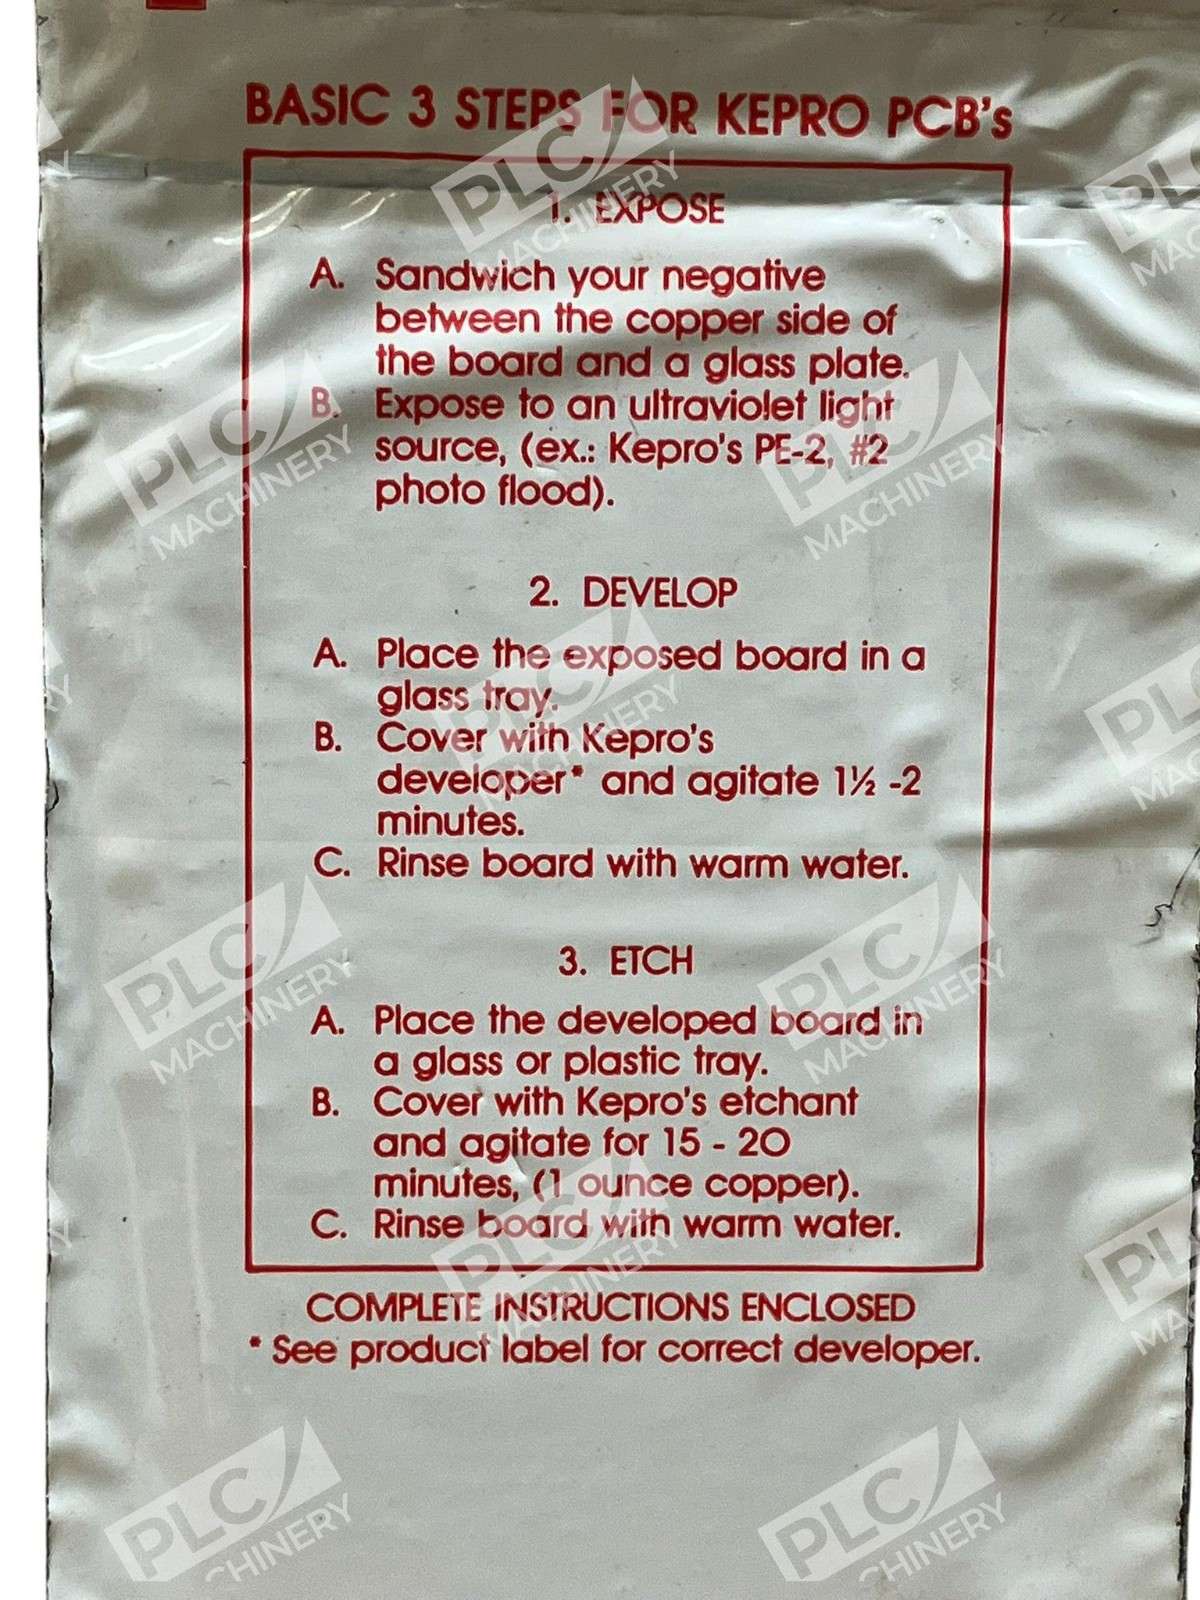 BASIC 3 STEPS FOR KEPRO PCB's
1. EXPOSE
A. Sandwich your negative
between the copper side of
the board and a glass plate.
B. Expose to an ultraviolet light
source, (ex.: Kepro's PE-2, #2
photo flood).
2. DEVELOP
A. Place the exposed board in a
glass tray.
B. Cover with Kepro's
developer* and agitate 1½ -2
minutes.
C. Rinse board with warm water.
3. ETCH
A. Place the developed board in
a glass or plastic tray.
B. Cover with Kepro's etchant
and agitate for 15 - 20
minutes, (1 ounce copper).
C. Rinse board with warm water.
COMPLETE INSTRUCTIONS ENCLOSED
* See product label for correct developer.
PLC
MACHINERY